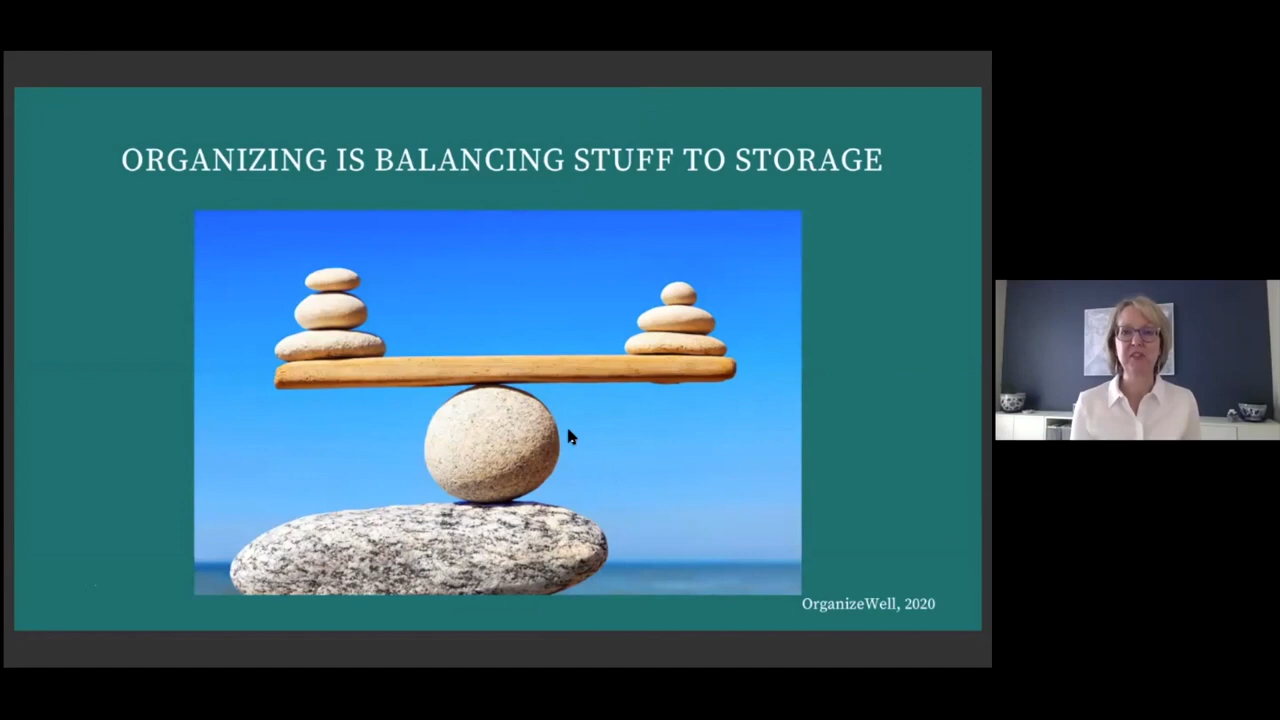 ORGANIZING IS BALANCING STUFF TO STORAGE
OrganizeWell, 2020